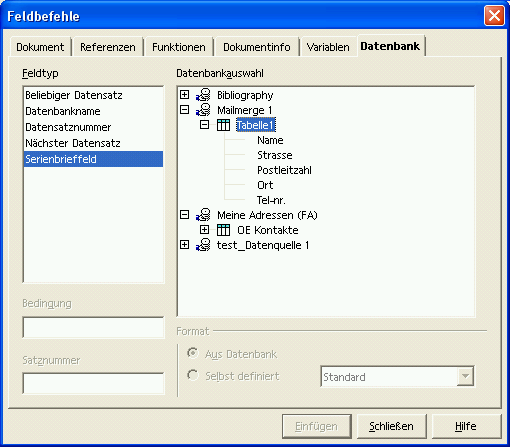 Feldbefehle
Dokument Referenzen Funktionen Dokumentinfo Variablen Datenbank
Feldtyp
Beliebiger Datensatz
Datenbankname
Datensatznummer
Nächster Datensatz
Serienbrieffeld
Bedingung
Satznummer
Datenbankauswahl
Bibliography
Mailmerge 1
Tabelle1
Name
Strasse
Postleitzahl
Ort
Tel-nr.
Meine Adressen (FA)
OE Kontakte
test_Datenquelle 1
Format
Aus Datenbank
Selbst definiert Standard
Einfügen Schließen Hilfe